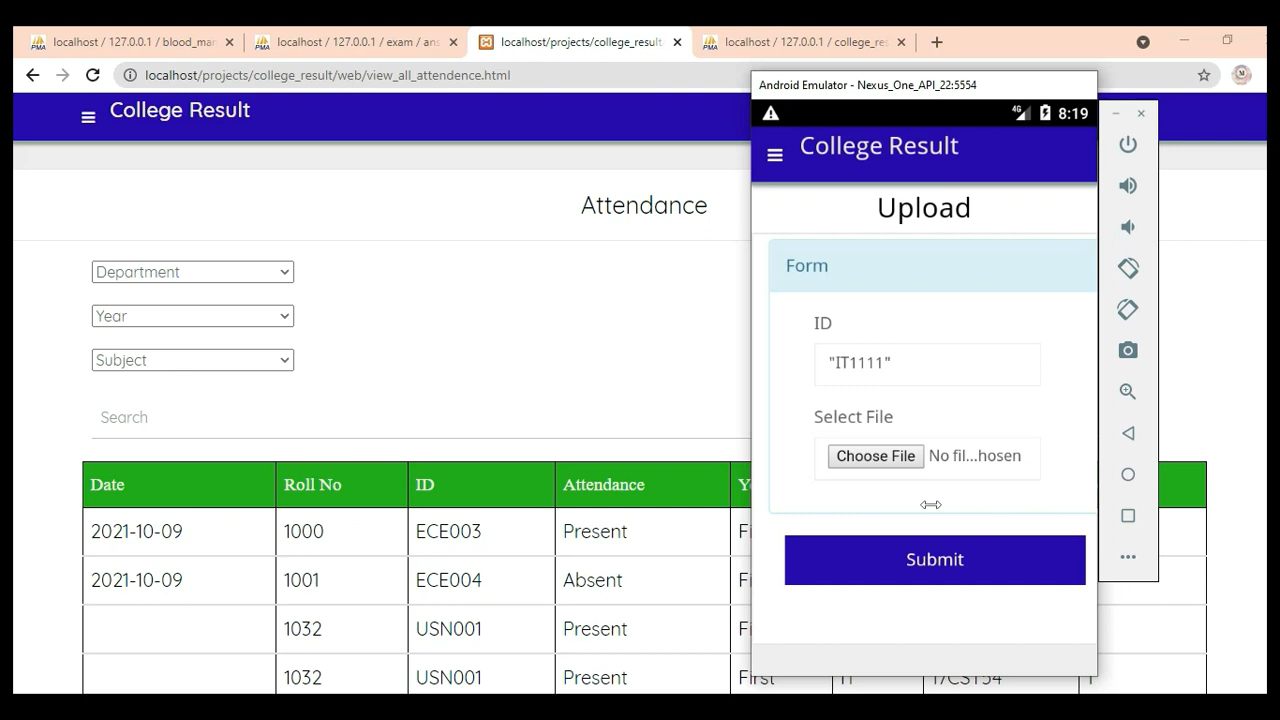 localhost / 127.0.0.1 / blood_mar
localhost / 127.0.0.1 / exam / ans
localhost/projects/college_result
localhost / 127.0.0.1 / college_res
localhost/projects/college_result/web/view_all_attendence.html
College Result
Attendance
Department
Year
Subject
Search
Date Roll No ID Attendance
2021-10-09 1000 ECE003 Present
2021-10-09 1001 ECE004 Absent
1032 USN001 Present
1032 USN001 Present First
Android Emulator - Nexus_One_API_22:5554
4G 8:19
College Result
Upload
Form
ID
"IT1111"
Select File
Choose File No fil...hosen
Submit